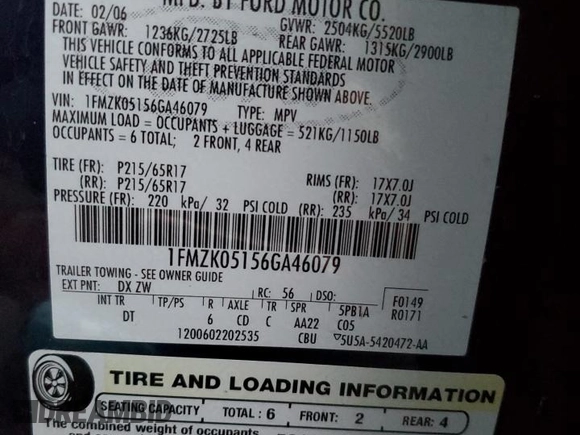 MFD. BY FORD MOTOR CO.
DATE: 02/06 GVWR: 2504KG/5520LB
FRONT GAWR: 1236KG/2725LB REAR GAWR: 1315KG/2900LB
THIS VEHICLE CONFORMS TO ALL APPLICABLE FEDERAL MOTOR
VEHICLE SAFETY AND THEFT PREVENTION STANDARDS
IN EFFECT ON THE DATE OF MANUFACTURE SHOWN ABOVE.
VIN: 1FMZK05156GA46079 TYPE: MPV
MAXIMUM LOAD = OCCUPANTS + LUGGAGE = 521KG/1150LB
OCCUPANTS = 6 TOTAL; 2 FRONT, 4 REAR
TIRE (FR): P215/65R17 RIMS (FR): 17X7.0J
(RR): P215/65R17 (RR): 17X7.0J
PRESSURE (FR): 220 kPa/ 32 PSI COLD (RR): 235 kPa/ 34 PSI COLD
1FMZK05156GA46079
TRAILER TOWING - SEE OWNER GUIDE
EXT PNT: DX ZW RC: 56 DSO: F0149
INT TR TP/PS R AXLE TR SPR 5PB1A R0171
DT 6 CD C AA22 C05
1200602202535 CBU 5U5A-5420472-AA
TIRE AND LOADING INFORMATION
SEATING CAPACITY TOTAL: 6 FRONT: 2 REAR: 4
The combined weight of occupants
DREAMBID